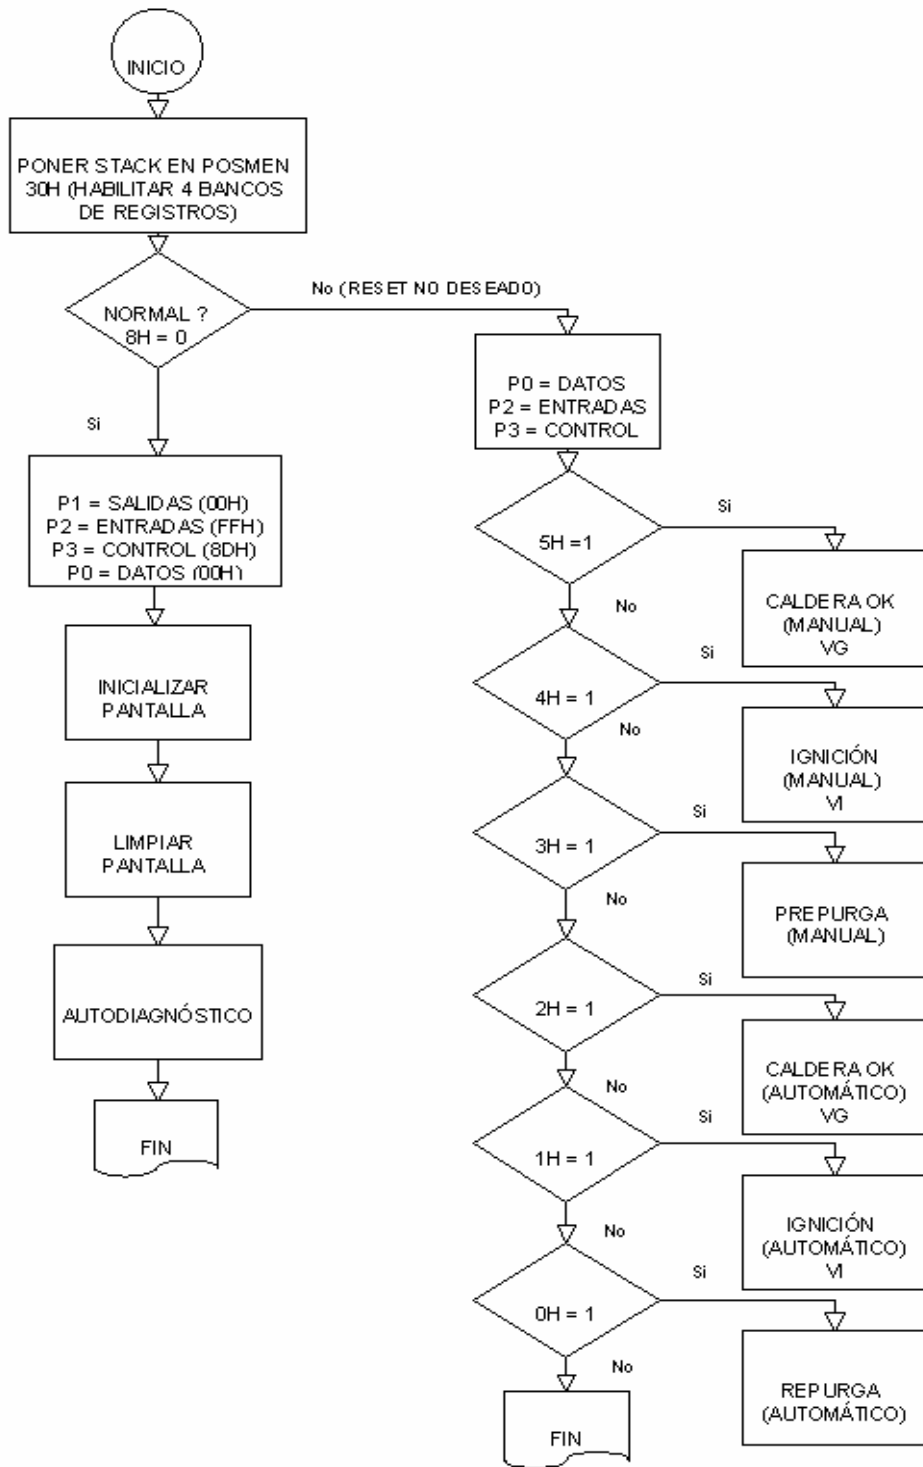 INICIO
PONER STACK EN POSMEN
30H (HABILITAR 4 BANCOS
DE REGISTROS)
NORMAL ?
8H = 0
No (RESET NO DESEADO)
Si
P1 = SALIDAS (00H)
P2 = ENTRADAS (FFH)
P3 = CONTROL (8DH)
P0 = DATOS (00H)
INICIALIZAR
PANTALLA
LIMPIAR
PANTALLA
AUTODIAGNÓSTICO
FIN
P0 = DATOS
P2 = ENTRADAS
P3 = CONTROL
5H =1
Si
CALDERA OK
(MANUAL)
VG
No
4H = 1
Si
IGNICIÓN
(MANUAL)
VI
No
3H = 1
Si
PREPURGA
(MANUAL)
No
2H = 1
Si
CALDERA OK
(AUTOMÁTICO)
VG
No
1H = 1
Si
IGNICIÓN
(AUTOMÁTICO)
VI
No
0H = 1
Si
REPURGA
(AUTOMÁTICO)
No
FIN